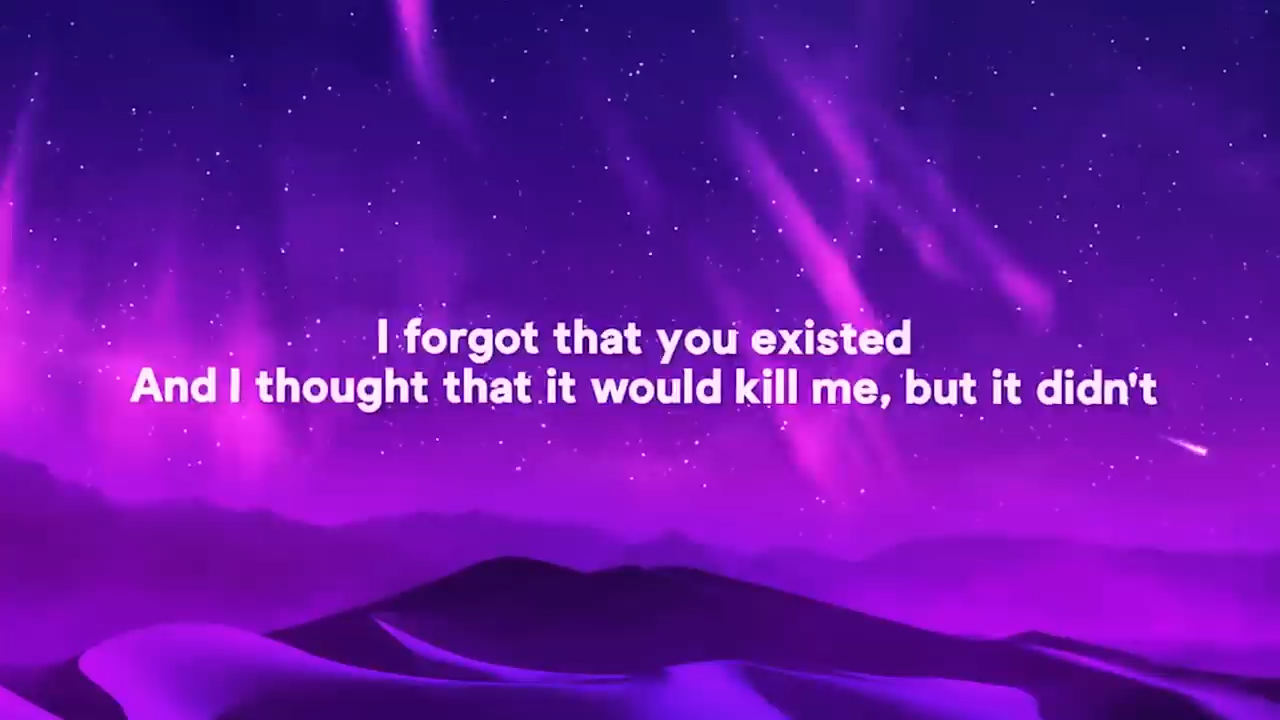 I forgot that you existed
And I thought that it would kill me, but it didn't